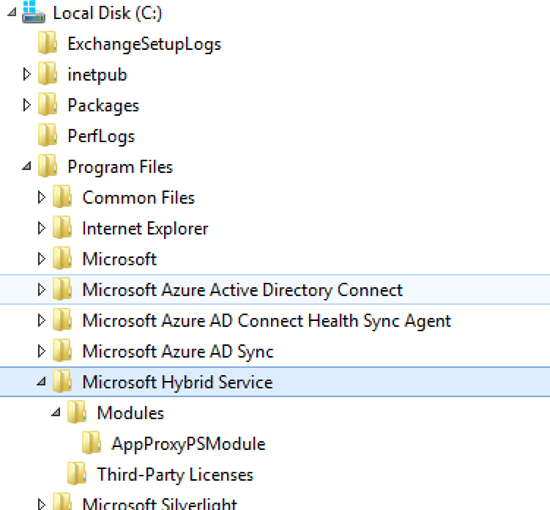 Local Disk (C:)
ExchangeSetupLogs
inetpub
Packages
PerfLogs
Program Files
Common Files
Internet Explorer
Microsoft
Microsoft Azure Active Directory Connect
Microsoft Azure AD Connect Health Sync Agent
Microsoft Azure AD Sync
Microsoft Hybrid Service
Modules
AppProxyPSModule
Third-Party Licenses
Microsoft Silverlight